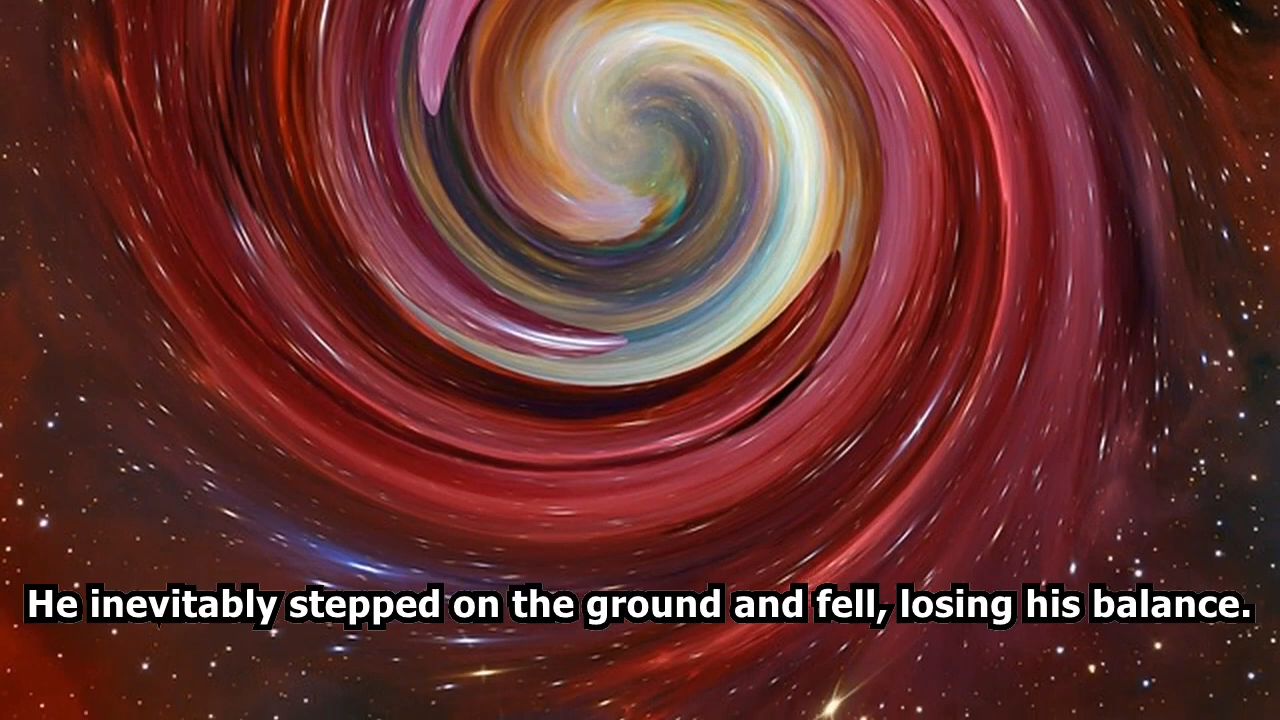 He inevitably stepped on the ground and fell, losing his balance.